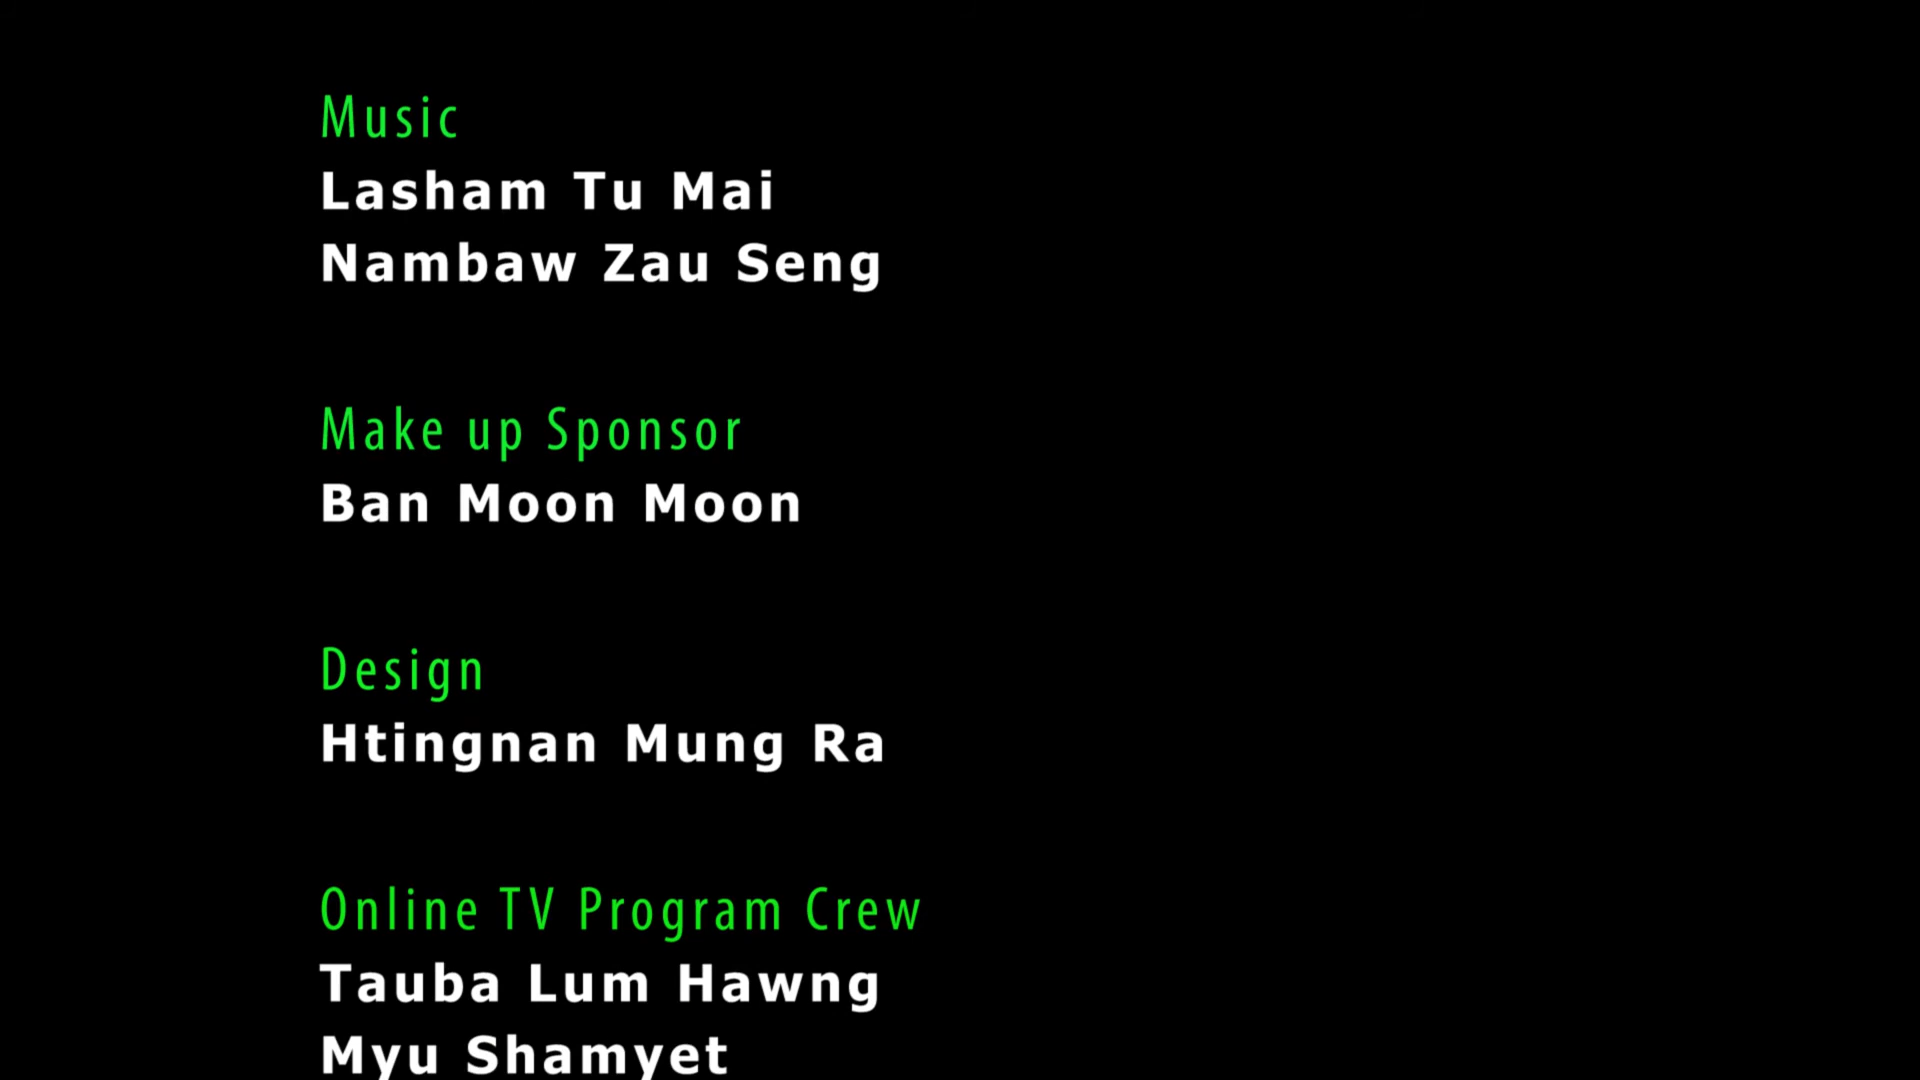 Music
Lasham Tu Mai
Nambaw Zau Seng
Make up Sponsor
Ban Moon Moon
Design
Htingnan Mung Ra
Online TV Program Crew
Tauba Lum Hawng
Myu Shamyet